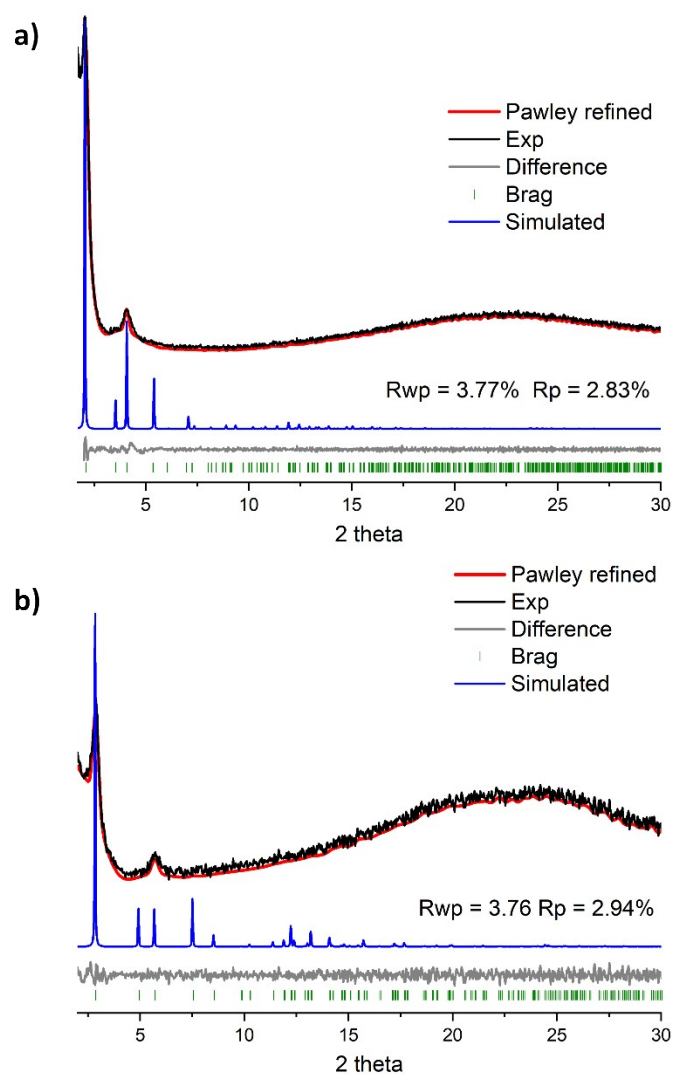 a)
Pawley refined
Exp
Difference
Brag
Simulated
Rwp = 3.77% Rp = 2.83%
5 10 15 20 25 30
2 theta
b)
Pawley refined
Exp
Difference
Brag
Simulated
Rwp = 3.76 Rp = 2.94%
5 10 15 20 25 30
2 theta